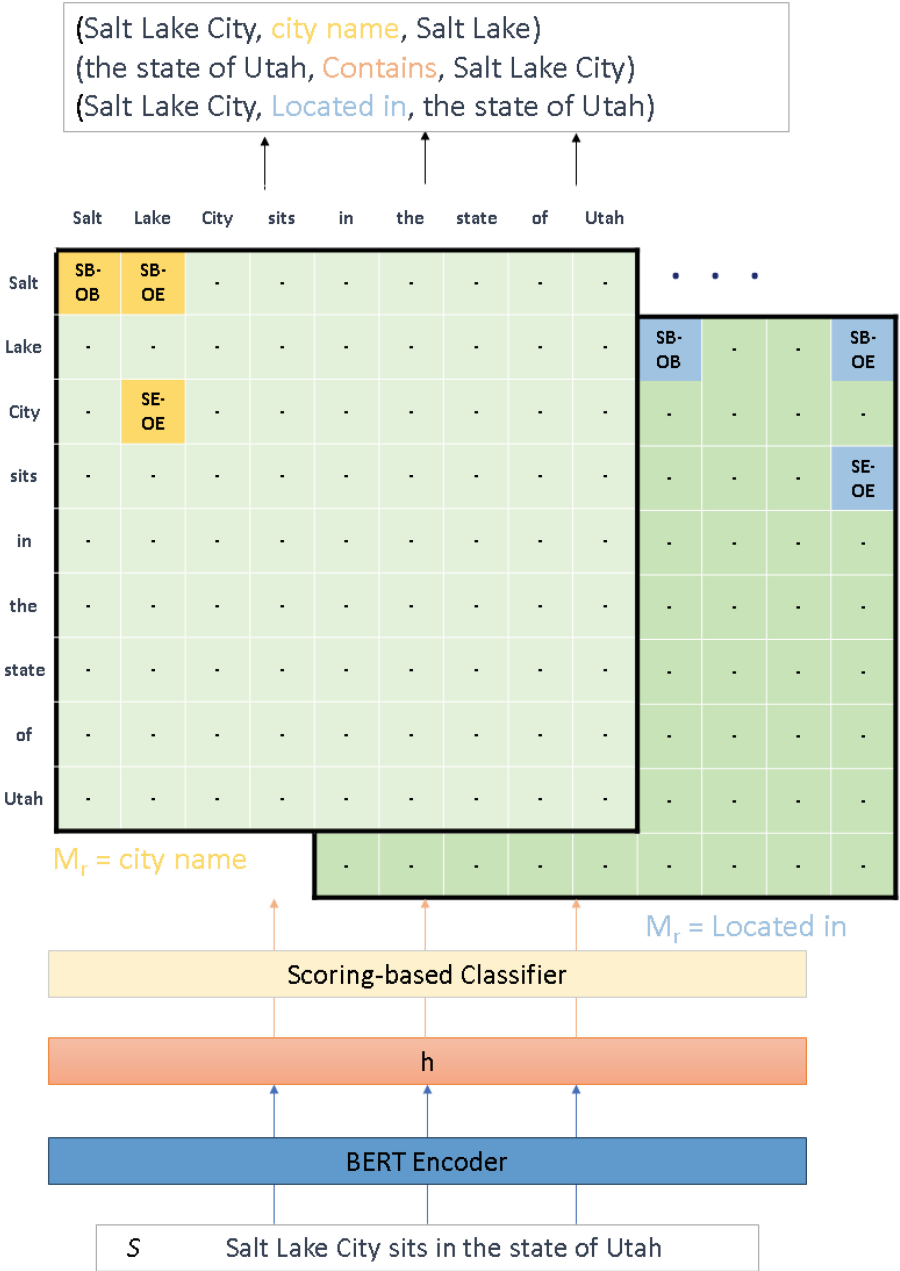 (Salt Lake City, city name, Salt Lake)
(the state of Utah, Contains, Salt Lake City)
(Salt Lake City, Located in, the state of Utah)
Salt Lake City sits in the state of Utah
Salt SB-OB SB-OE - - - - - - - . . .
Lake - - - - - - - - - SB-OB - - SB-OE
City - SE-OE - - - - - - - - - - -
sits - - - - - - - - - - - - SE-OE
in - - - - - - - - - - - - -
the - - - - - - - - - - - - -
state - - - - - - - - - - - - -
of - - - - - - - - - - - - -
Utah - - - - - - - - - - - - -
- - - - - - - - -
M_r = city name
M_r = Located in
Scoring-based Classifier
h
BERT Encoder
S Salt Lake City sits in the state of Utah